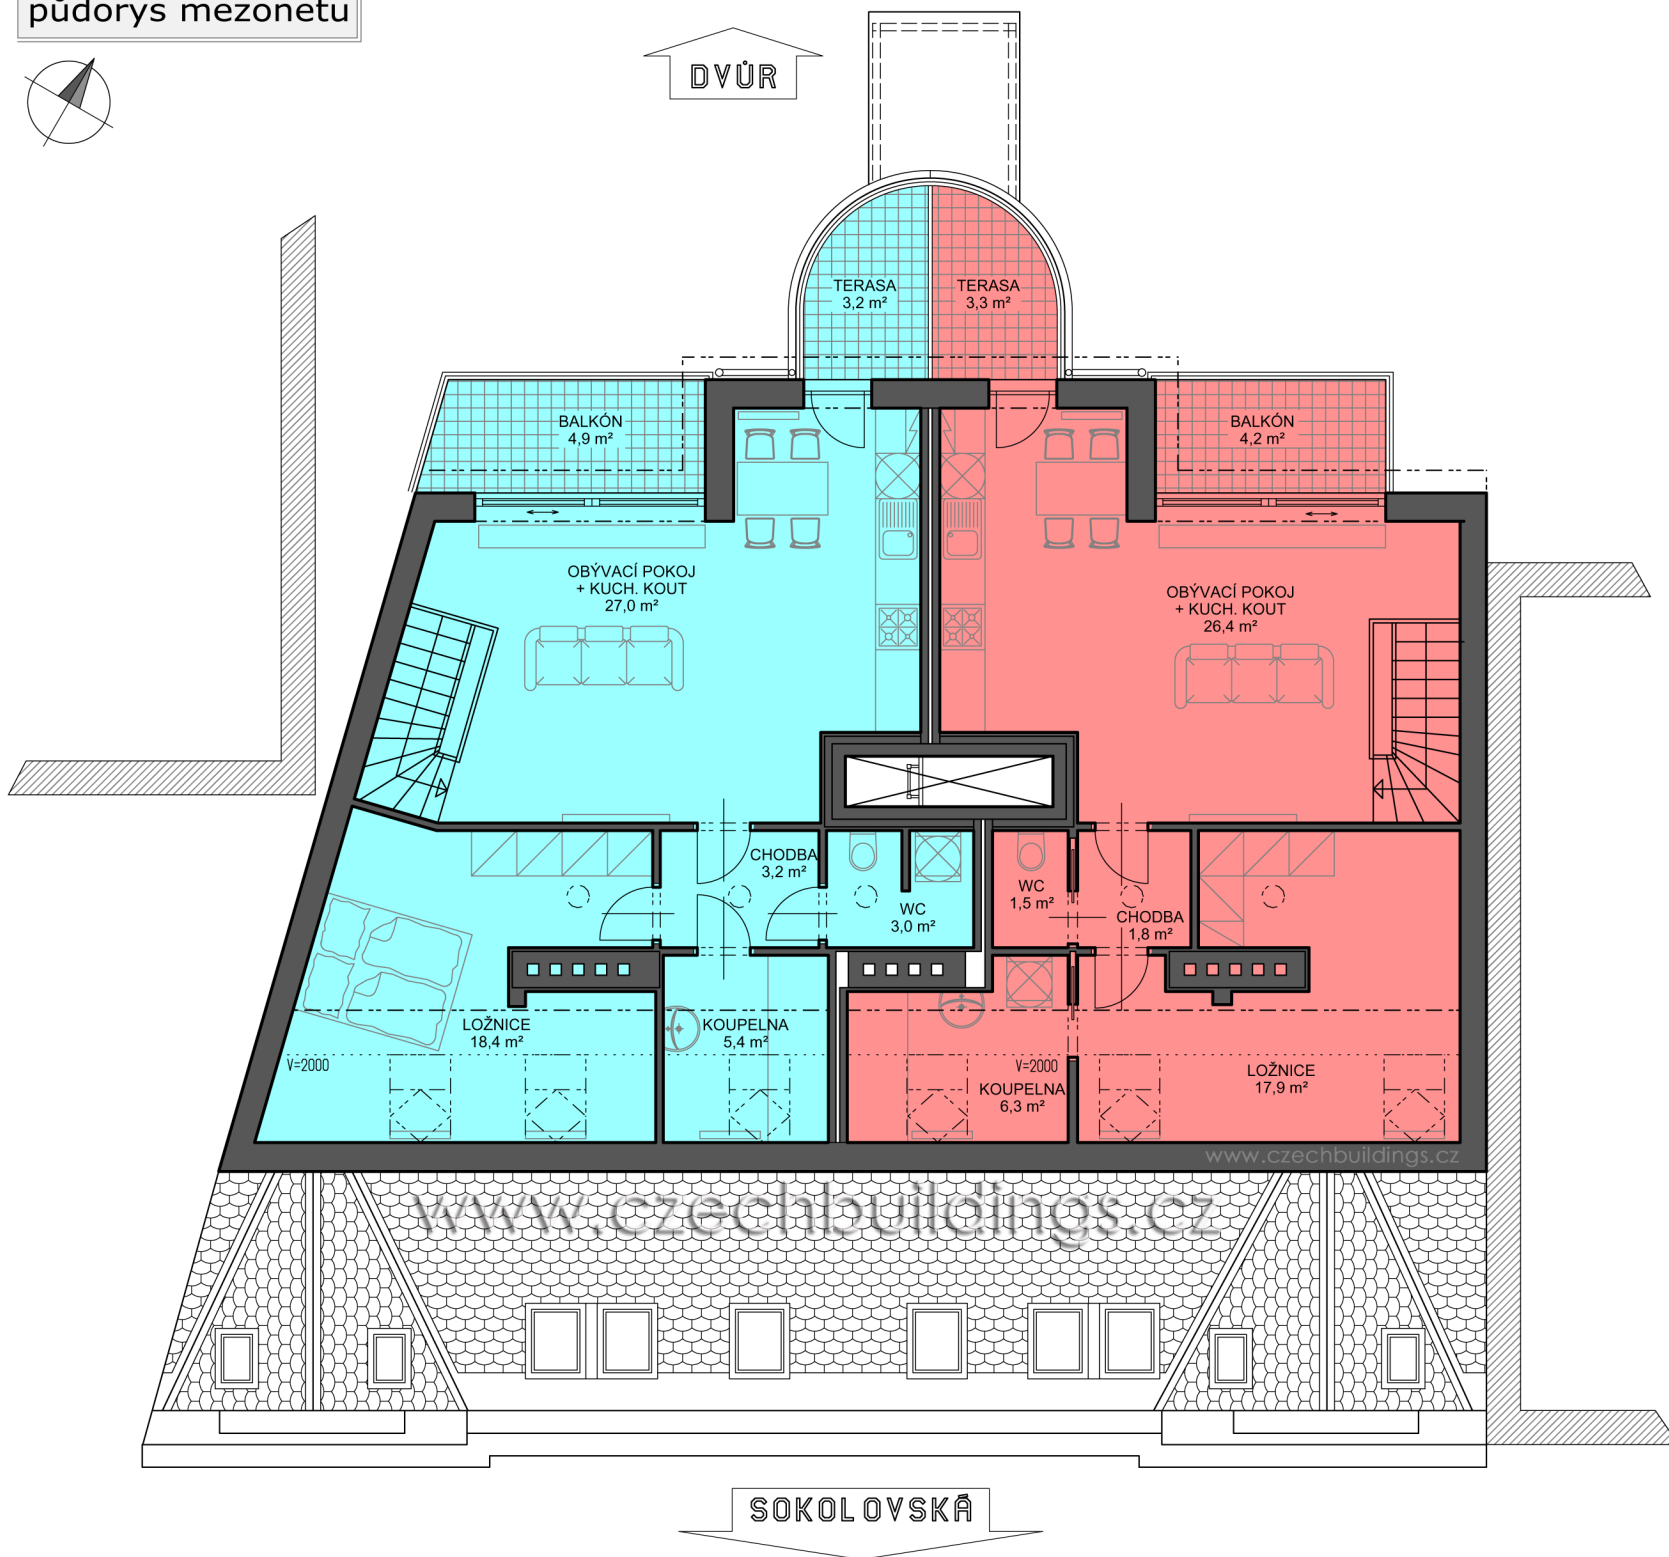 půdorys mezonetu
DVŮR
TERASA
3,2 m²
TERASA
3,3 m²
BALKÓN
4,9 m²
BALKÓN
4,2 m²
OBÝVACÍ POKOJ
+ KUCH. KOUT
27,0 m²
OBÝVACÍ POKOJ
+ KUCH. KOUT
26,4 m²
CHODBA
3,2 m²
WC
3,0 m²
WC
1,5 m²
CHODBA
1,8 m²
LOŽNICE
18,4 m²
KOUPELNA
5,4 m²
V=2000
V=2000
KOUPELNA
6,3 m²
LOŽNICE
17,9 m²
www.czechbuildings.cz
www.czechbuildings.cz
SOKOLOVSKÁ